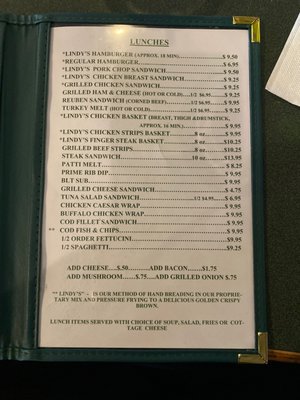 LUNCHES
*LINDY'S HAMBURGER (APPROX. 18 MIN)........................$ 9.50
*REGULAR HAMBURGER........................................$ 6.95
*LINDY'S PORK CHOP SANDWICH........................$ 9.50
*LINDY'S CHICKEN BREAST SANDWICH..................$ 9.25
*GRILLED CHICKEN SANDWICH............................$ 9.25
GRILLED HAM & CHEESE (HOT OR COLD)....1/2 $6.95......$ 9.25
REUBEN SANDWICH (CORNED BEEF)........1/2 $6.95......$ 9.95
TURKEY MELT (HOT OR COLD)...............1/2 $6.95......$ 9.25
*LINDY'S CHICKEN BASKET (BREAST, THIGH &DRUMSTICK,
APPROX. 16 MIN.)........................$ 9.95
*LINDY'S CHICKEN STRIPS BASKET..........8 oz..........$ 9.95
*LINDY'S FINGER STEAK BASKET............8 oz..........$10.25
GRILLED BEEF STRIPS........................8 oz..........$10.25
STEAK SANDWICH..............................10 oz..........$13.95
PATTI MELT..................................................$ 8.25
PRIME RIB DIP..............................................$ 9.95
BLT SUB......................................................$ 9.95
GRILLED CHEESE SANDWICH..............................$ 4.75
TUNA SALAD SANDWICH......................1/2 $4.95......$ 6.95
CHICKEN CAESAR WRAP....................................$ 9.95
BUFFALO CHICKEN WRAP..................................$ 9.95
COD FILLET SANDWICH....................................$ 9.95
** COD FISH & CHIPS........................................$ 9.95
1/2 ORDER FETTUCINI......................................$9.95
1/2 SPAGHETTI..............................................$9.25
ADD CHEESE....$.50..........ADD BACON......$1.75
ADD MUSHROOM.......$.75....ADD GRILLED ONION $.75
** LINDY'S" - IS OUR METHOD OF HAND BREADING IN OUR PROPRIE-
TARY MIX AND PRESSURE FRYING TO A DELICIOUS GOLDEN CRISPY
BROWN.
LUNCH ITEMS SERVED WITH CHOICE OF SOUP, SALAD, FRIES OR COT-
TAGE CHEESE